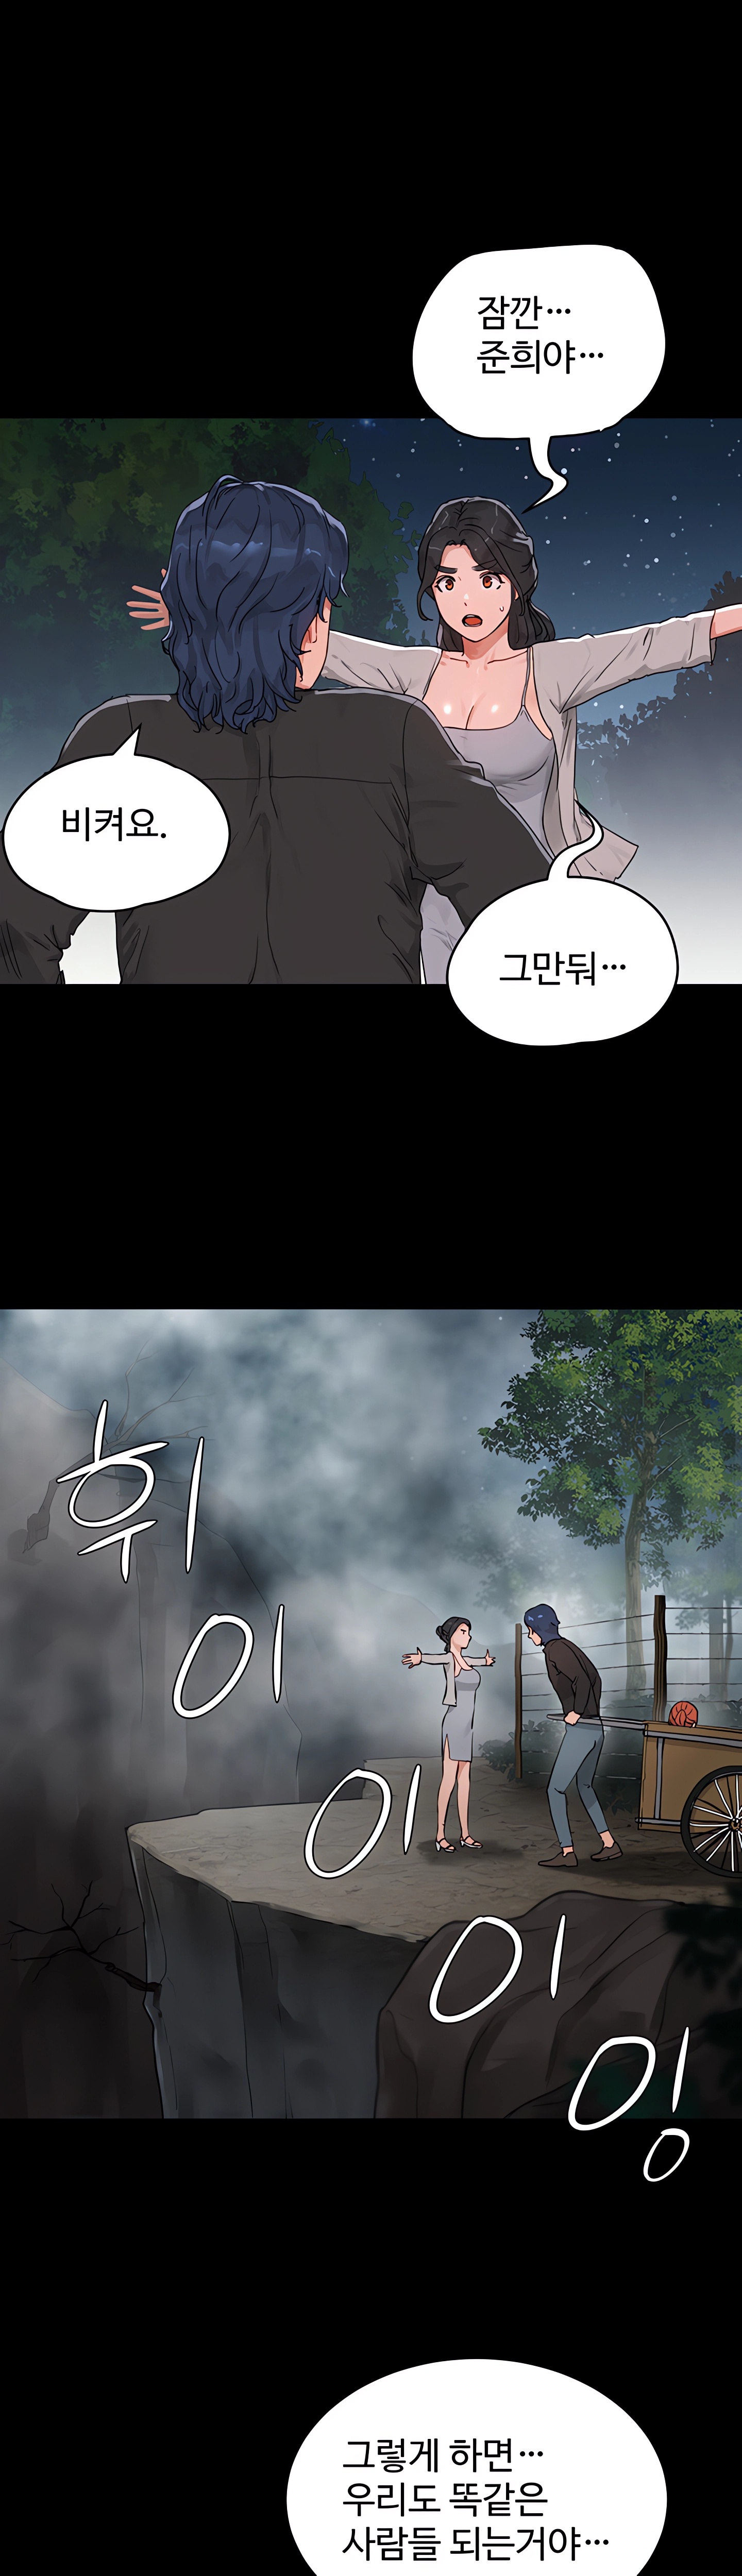 잠깐…
준희야…
비켜요.
그만둬…
휘
이
이
이
잉
그렇게 하면…
우리도 똑같은
사람들 되는거야…